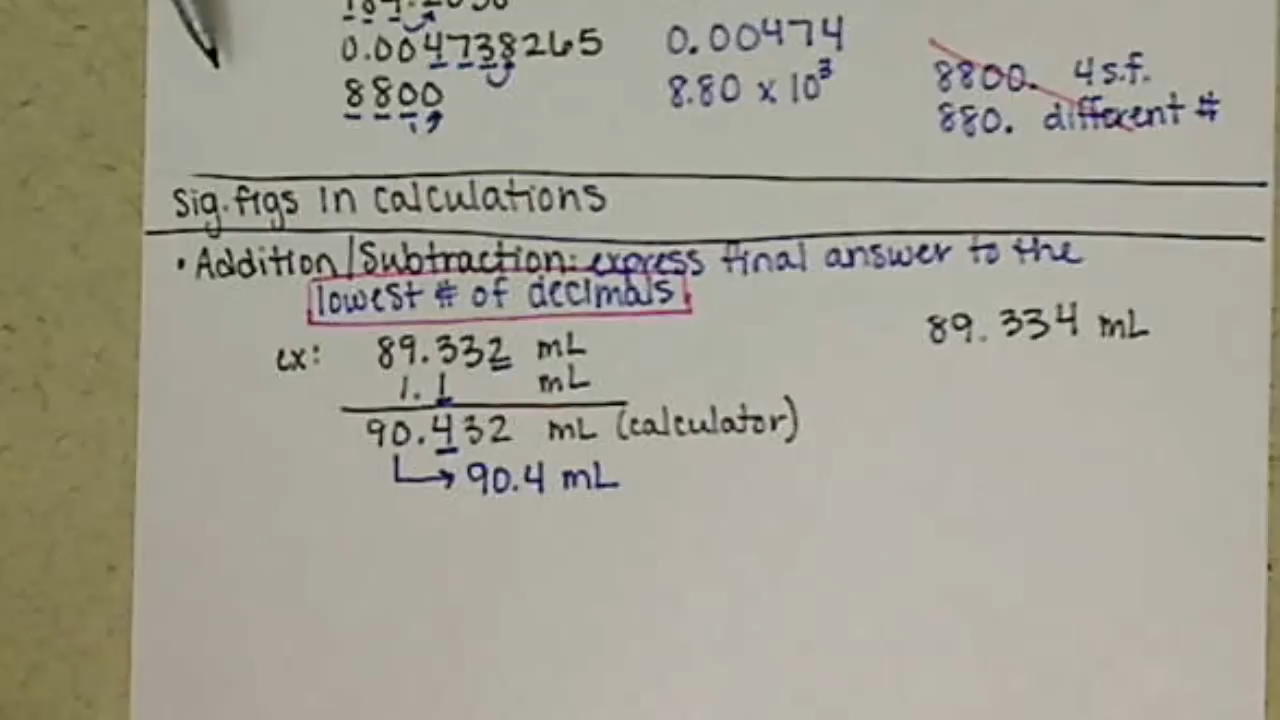 0.004738265 0.00474
8800 8.80 x 10³ 8800. 4 s.f.
880. different #
Sig. figs in calculations
• Addition/Subtraction: express final answer to the
lowest # of decimals
ex: 89.332 mL 89.334 mL
1.1 mL
90.432 mL (calculator)
90.4 mL